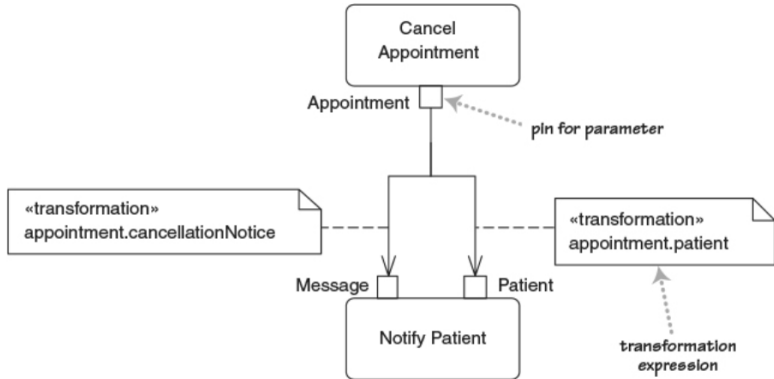 Cancel
Appointment
Appointment
pin for parameter
«transformation»
appointment.cancellationNotice
«transformation»
appointment.patient
Message
Patient
Notify Patient
transformation
expression